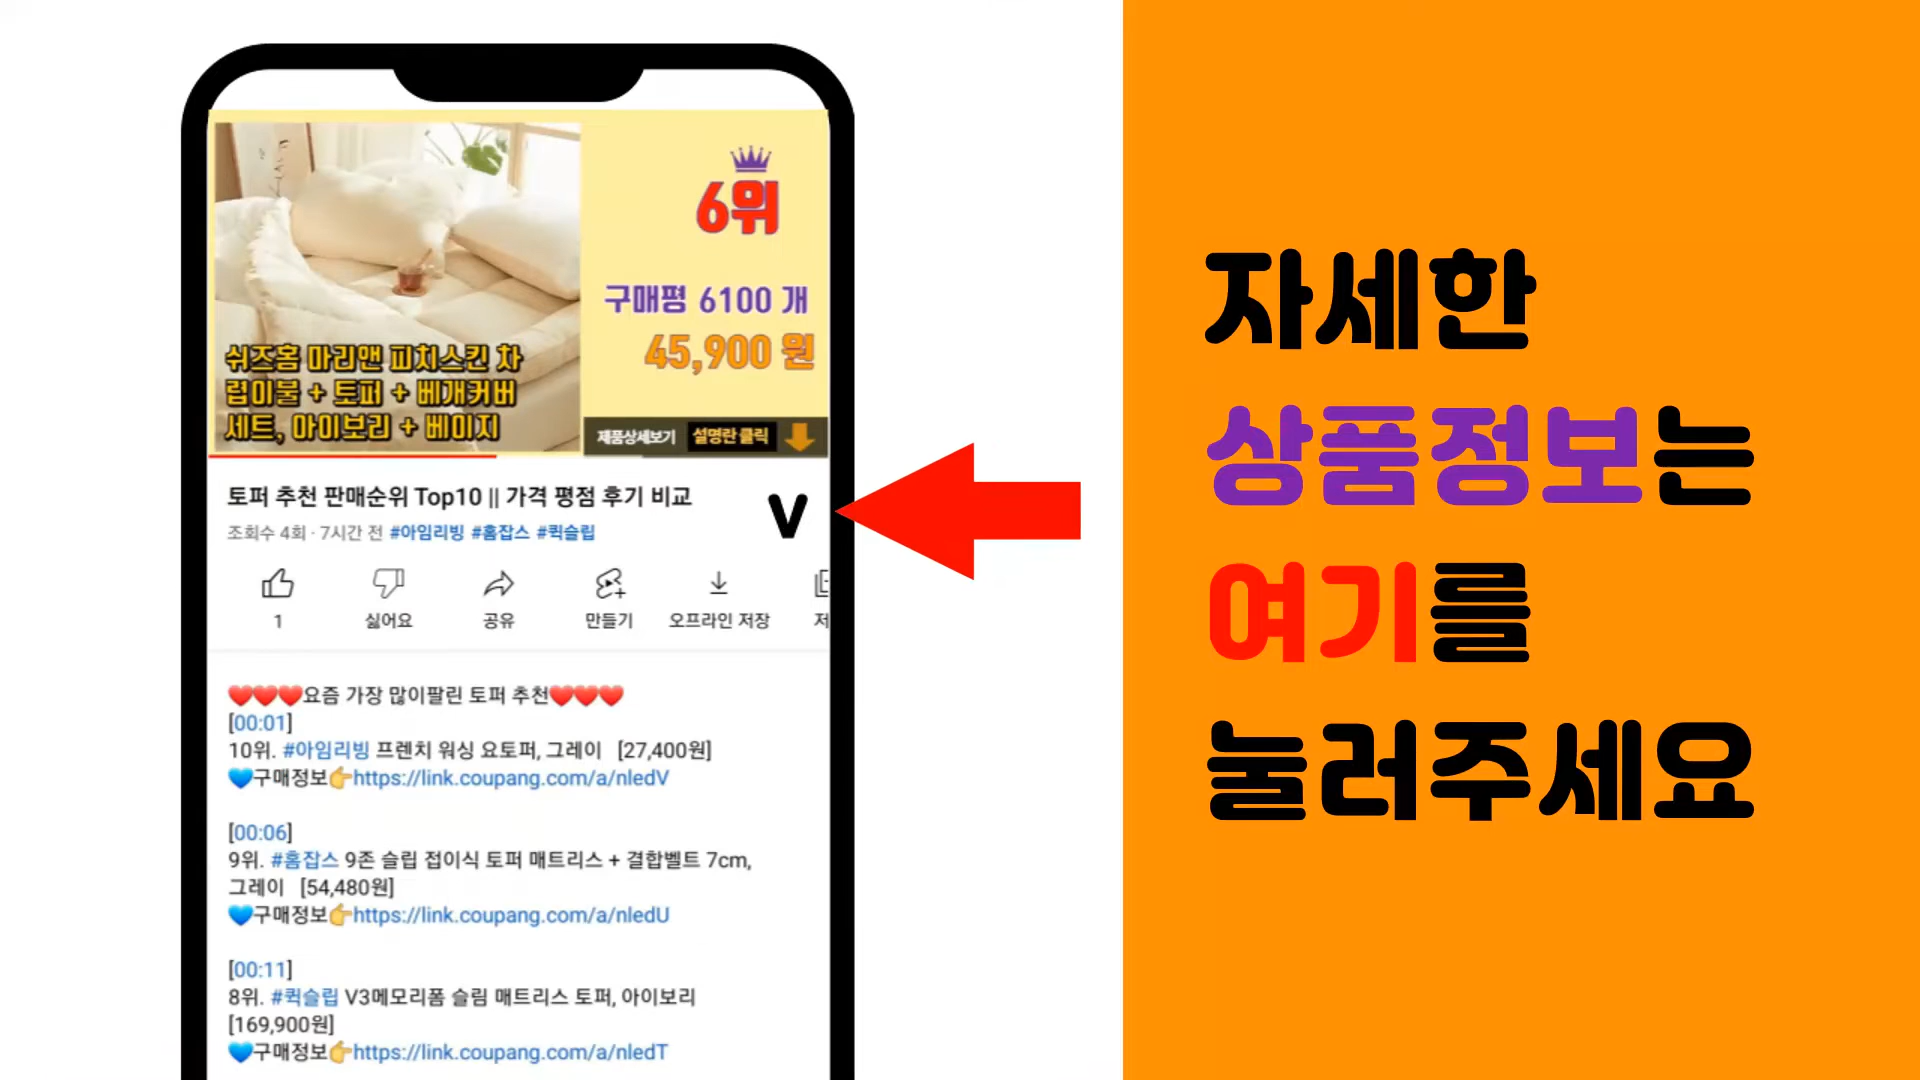 6위
구매평 6100 개
45,900 원
쉬즈홈 마리앤 피치스킨 차
렵이불 + 토퍼 + 베개커버
세트, 아이보리 + 베이지
제품상세보기 설명란 클릭
토퍼 추천 판매순위 Top10 || 가격 평점 후기 비교
V
조회수 4회 · 7시간 전 #아임리빙 #홈잡스 #퀵슬립
1 싫어요 공유 만들기 오프라인 저장 저
❤️❤️❤️요즘 가장 많이팔린 토퍼 추천❤️❤️❤️
[00:01]
10위. #아임리빙 프렌치 워싱 요토퍼, 그레이 [27,400원]
💙구매정보👉https://link.coupang.com/a/nledV
[00:06]
9위. #홈잡스 9존 슬립 접이식 토퍼 매트리스 + 결합벨트 7cm,
그레이 [54,480원]
💙구매정보👉https://link.coupang.com/a/nledU
[00:11]
8위. #퀵슬립 V3메모리폼 슬림 매트리스 토퍼, 아이보리
[169,900원]
💙구매정보👉https://link.coupang.com/a/nledT
자세한
상품정보는
여기를
눌러주세요